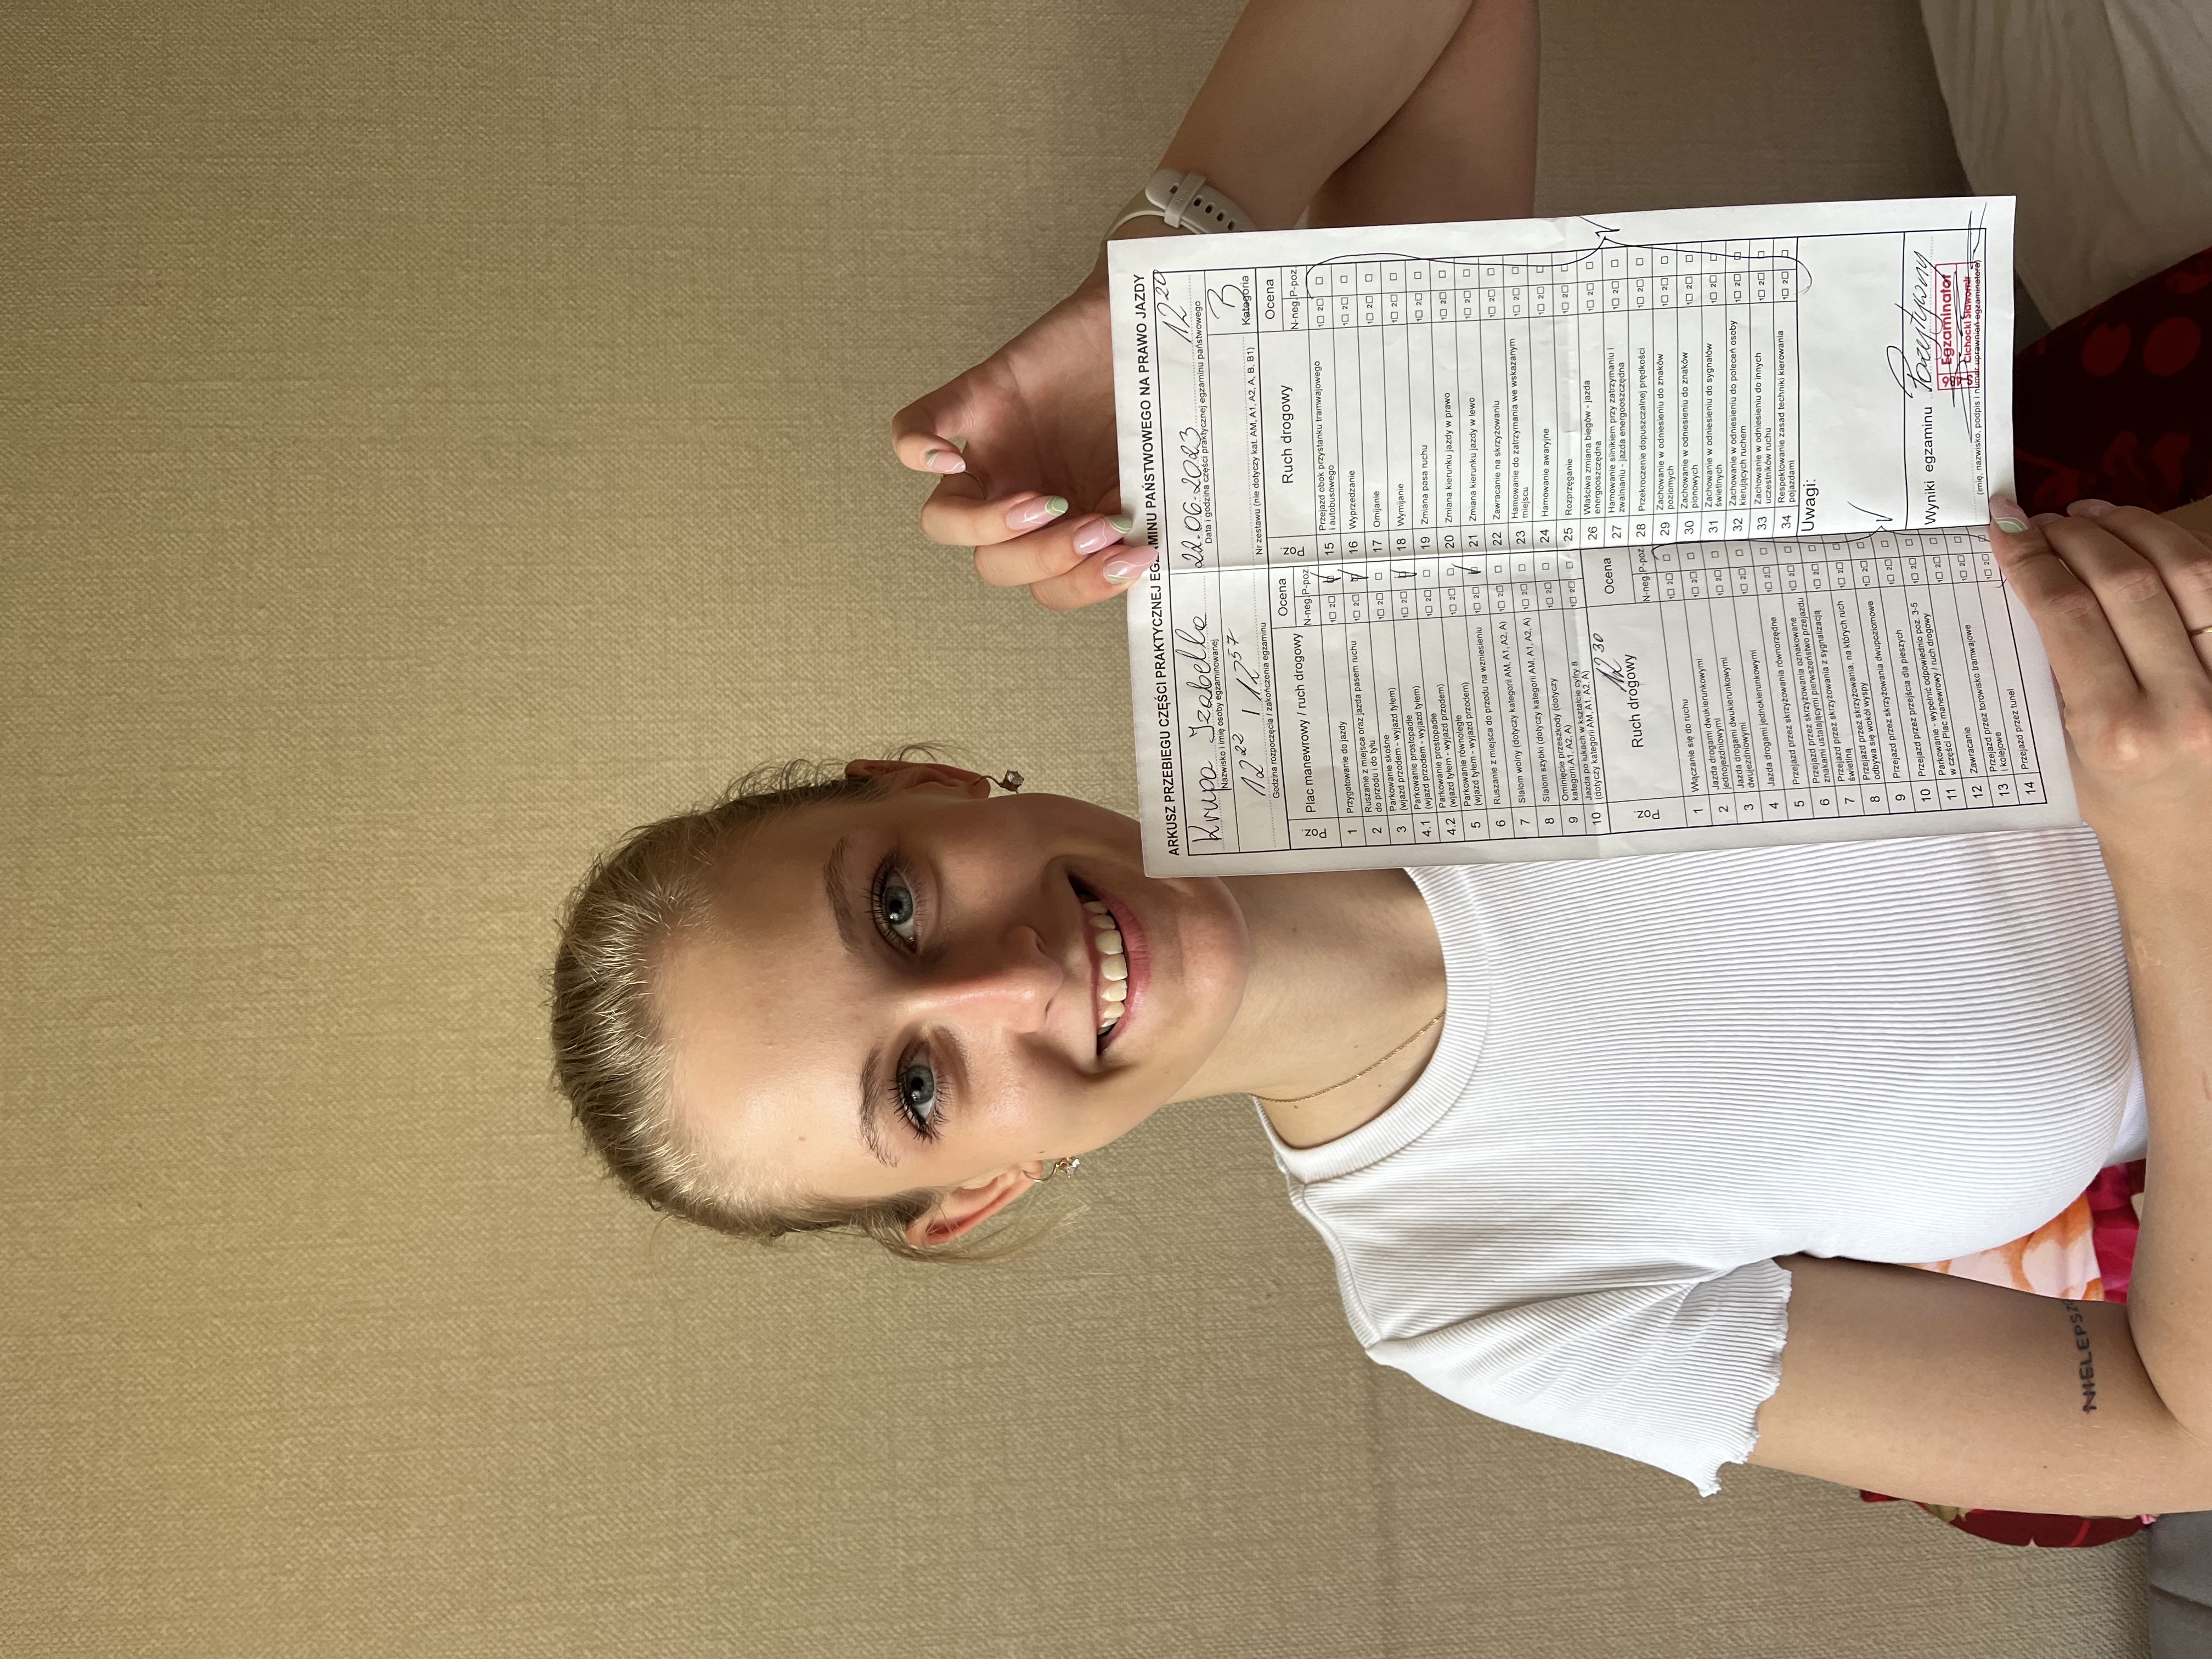 ARKUSZ PRZEBIEGU CZĘŚCI PRAKTYCZNEJ EGZAMINU PAŃSTWOWEGO NA PRAWO JAZDY
Krupa Izabella
Nazwisko i imię osoby egzaminowanej
22.06.2023 12 20
Data i godzina części praktycznej egzaminu państwowego
12 22 / 12 57
Godzina rozpoczęcia / zakończenia egzaminu
Nr zestawu (nie dotyczy kat. AM, A1, A2, A, B, B1)
B
Kategoria
Poz. Plac manewrowy / ruch drogowy Ocena
N-neg. P-poz.
1 Przygotowanie do jazdy 1 2
2 Ruszanie z miejsca oraz jazda pasem ruchu
do przodu i do tyłu 1 2
3 Parkowanie skośne
(wjazd przodem - wyjazd tyłem) 1 2
4.1 Parkowanie prostopadłe
(wjazd przodem - wyjazd tyłem) 1 2
4.2 Parkowanie prostopadłe
(wjazd tyłem - wyjazd przodem) 1 2
5 Parkowanie równoległe
(wjazd tyłem - wyjazd przodem) 1 2
6 Ruszanie z miejsca do przodu na wzniesieniu 1 2
7 Slalom wolny (dotyczy kategorii AM, A1, A2, A) 1 2
8 Slalom szybki (dotyczy kategorii AM, A1, A2, A) 1 2
9 Ominięcie przeszkody (dotyczy
kategorii A1, A2, A) 1 2
10 Jazda po łukach w kształcie cyfry 8
(dotyczy kategorii AM, A1, A2, A) 1 2
12 30
Poz. Ruch drogowy Ocena
N-neg. P-poz.
1 Włączanie się do ruchu 1 2
2 Jazda drogami dwukierunkowymi
jednojezdniowymi 1 2
3 Jazda drogami dwukierunkowymi
dwujezdniowymi 1 2
4 Jazda drogami jednokierunkowymi 1 2
5 Przejazd przez skrzyżowania równorzędne 1 2
6 Przejazd przez skrzyżowania oznakowane
znakami ustalającymi pierwszeństwo przejazdu 1 2
7 Przejazd przez skrzyżowania z sygnalizacją
świetlną 1 2
8 Przejazd przez skrzyżowania, na których ruch
odbywa się wokół wyspy 1 2
9 Przejazd przez skrzyżowania dwupoziomowe 1 2
10 Przejazd przez przejścia dla pieszych 1 2
11 Parkowanie - wypełnić odpowiednio poz. 3-5
w części Plac manewrowy / ruch drogowy 1 2
12 Zawracanie 1 2
13 Przejazd przez torowisko tramwajowe
i kolejowe 1 2
14 Przejazd przez tunel 1 2
Poz. Ruch drogowy Ocena
N-neg. P-poz.
15 Przejazd obok przystanku tramwajowego
i autobusowego 1 2
16 Wyprzedzanie 1 2
17 Omijanie 1 2
18 Wymijanie 1 2
19 Zmiana pasa ruchu 1 2
20 Zmiana kierunku jazdy w prawo 1 2
21 Zmiana kierunku jazdy w lewo 1 2
22 Zawracanie na skrzyżowaniu 1 2
23 Hamowanie do zatrzymania we wskazanym
miejscu 1 2
24 Hamowanie awaryjne 1 2
25 Rozprzęganie 1 2
26 Właściwa zmiana biegów - jazda
energooszczędna 1 2
27 Hamowanie silnikiem przy zatrzymaniu i
zwalnianiu - jazda energooszczędna 1 2
28 Przekroczenie dopuszczalnej prędkości 1 2
29 Zachowanie w odniesieniu do znaków
poziomych 1 2
30 Zachowanie w odniesieniu do znaków
pionowych 1 2
31 Zachowanie w odniesieniu do sygnałów
świetlnych 1 2
32 Zachowanie w odniesieniu do poleceń osoby
kierujących ruchem 1 2
33 Zachowanie w odniesieniu do innych
uczestników ruchu 1 2
34 Respektowanie zasad techniki kierowania
pojazdami 1 2
Uwagi:
Wyniki egzaminu Pozytywny
S-486
Egzaminator
Cichocki Sławomir
(imię, nazwisko, podpis i numer uprawnień egzaminatora)
NIELEPSZ